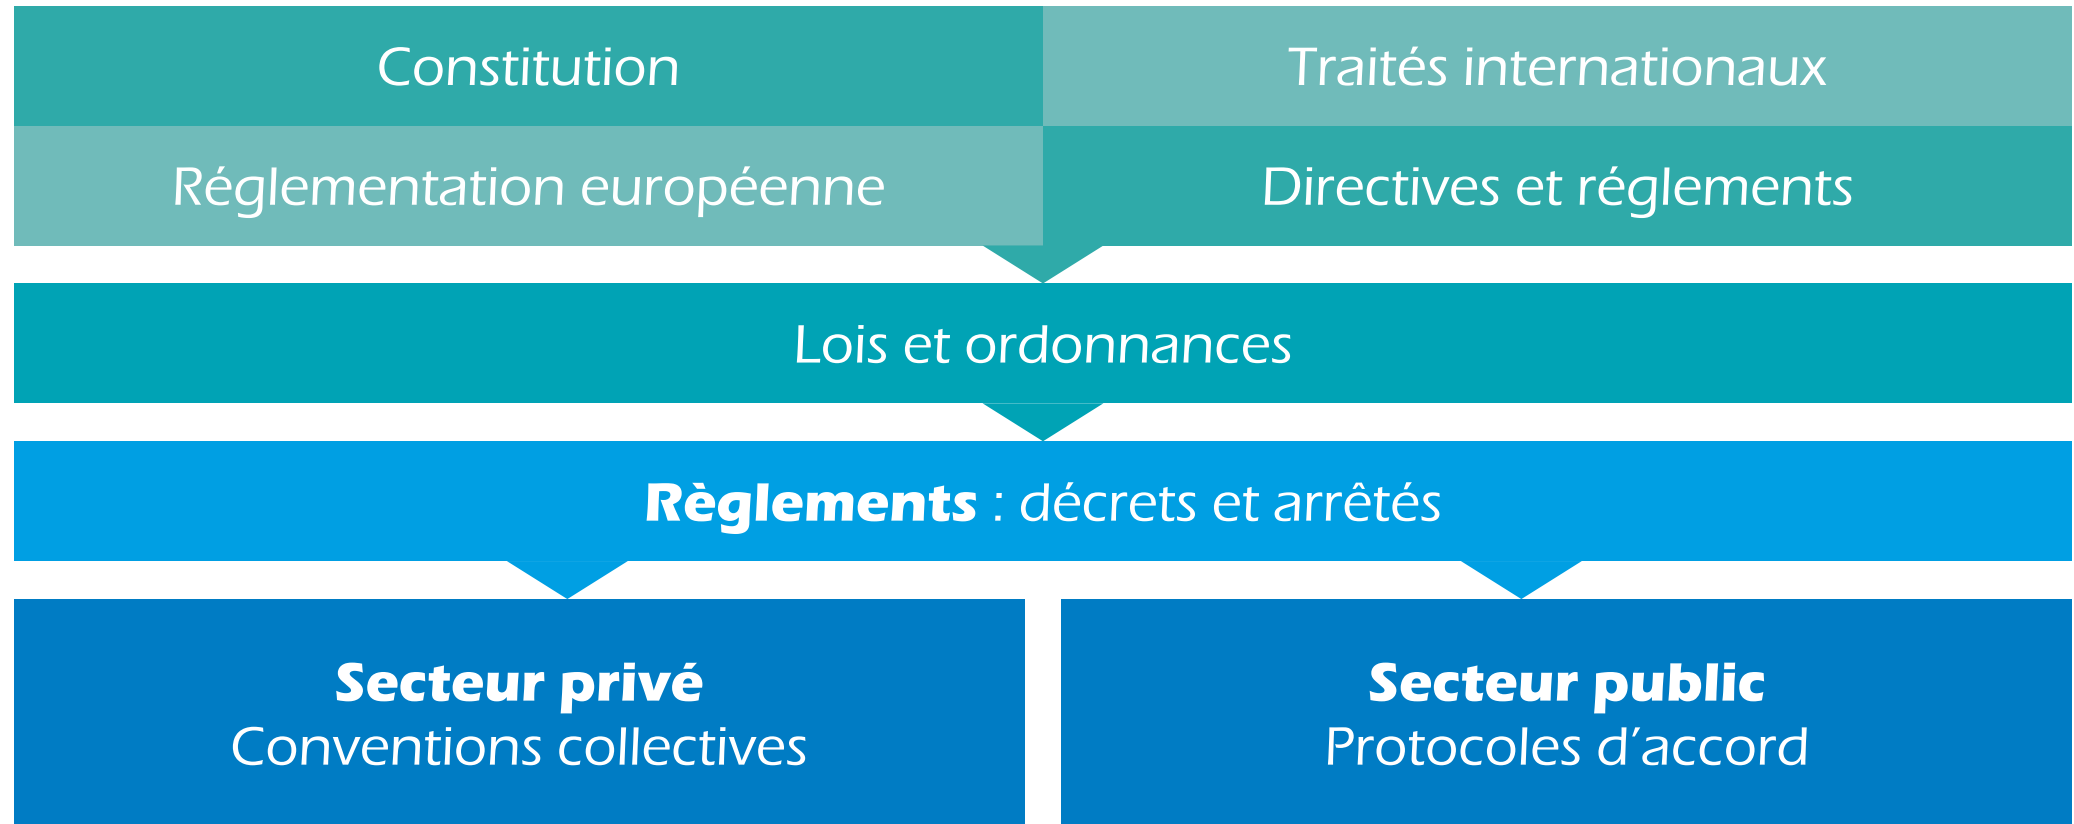 Constitution
Traités internationaux
Réglementation européenne
Directives et réglements
Lois et ordonnances
Règlements : décrets et arrêtés
Secteur privé
Conventions collectives
Secteur public
Protocoles d’accord